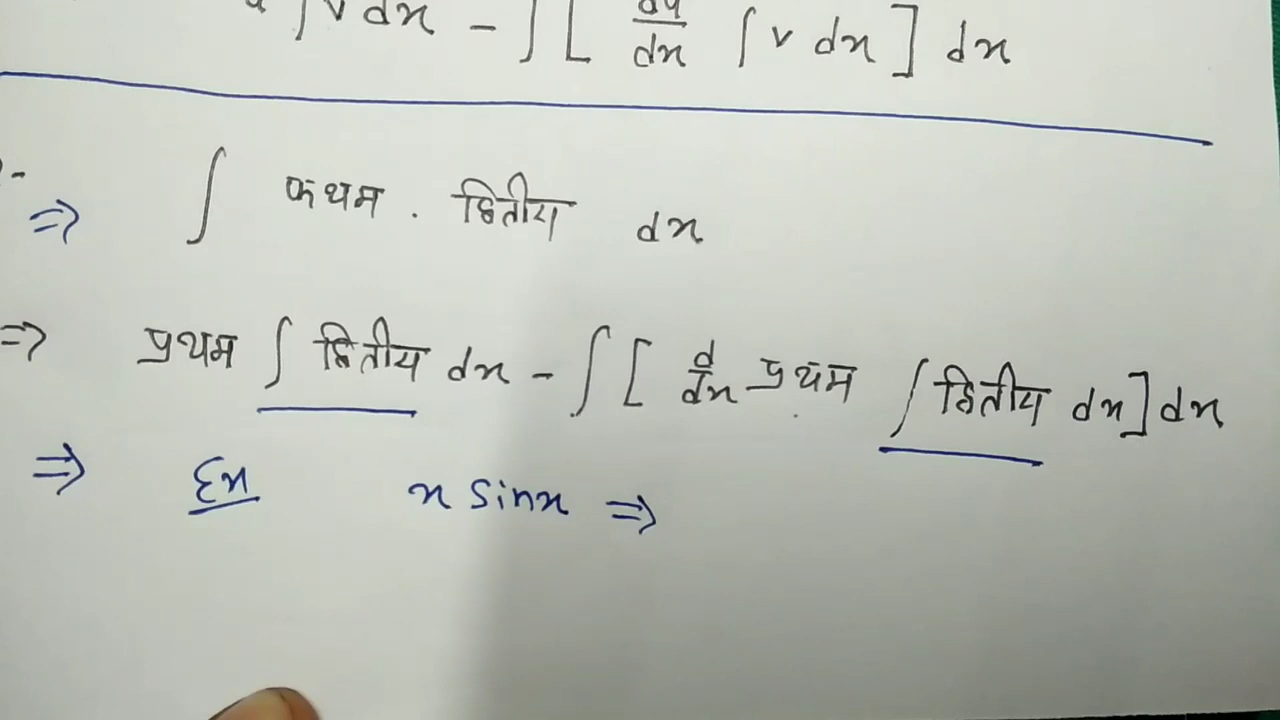 ∫ v dx - ∫ [ du/dx ∫ v dx ] dx
⇒ ∫ प्रथम . द्वितीय dx
⇒ प्रथम ∫ द्वितीय dx - ∫ [ d/dx प्रथम ∫ द्वितीय dx ] dx
⇒ Ex x sinx ⇒